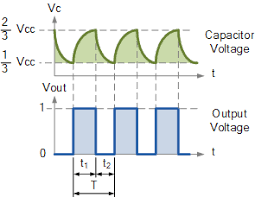 Vc
2/3 Vcc
1/3 Vcc
Capacitor
Voltage
t
Vout
1
0
Output
Voltage
t
t₁ t₂
T